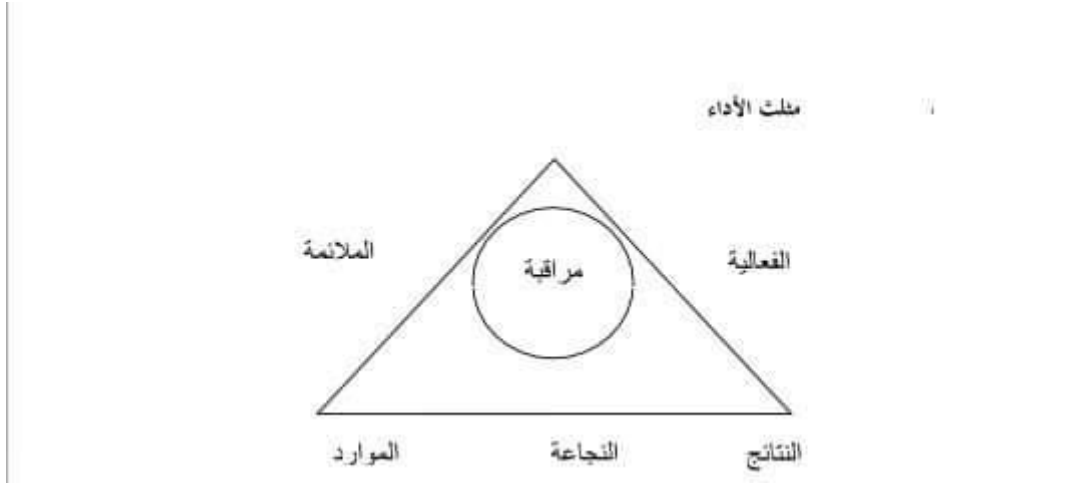 مثلث الأداء
الملائمة
الفعالية
مراقبة
الموارد
النجاعة
النتائج